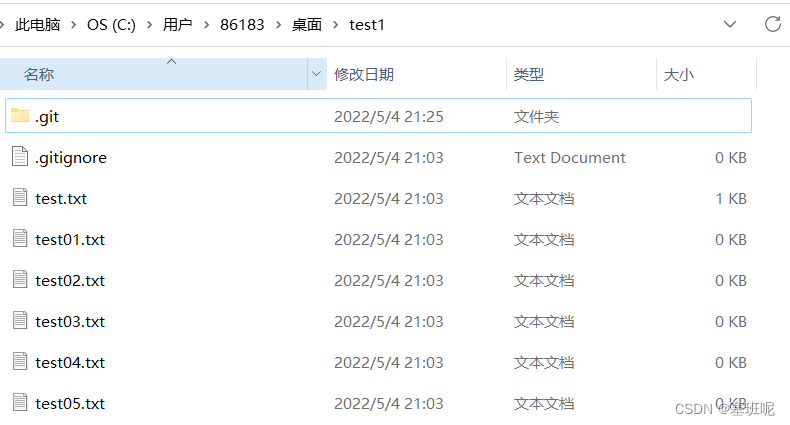 此电脑 > OS (C:) > 用户 > 86183 > 桌面 > test1
名称 修改日期 类型 大小
.git 2022/5/4 21:25 文件夹
.gitignore 2022/5/4 21:03 Text Document 0 KB
test.txt 2022/5/4 21:03 文本文档 1 KB
test01.txt 2022/5/4 21:03 文本文档 0 KB
test02.txt 2022/5/4 21:03 文本文档 0 KB
test03.txt 2022/5/4 21:03 文本文档 0 KB
test04.txt 2022/5/4 21:03 文本文档 0 KB
test05.txt 2022/5/4 21:03 文本文档 0 KB
CSDN @塞班呢